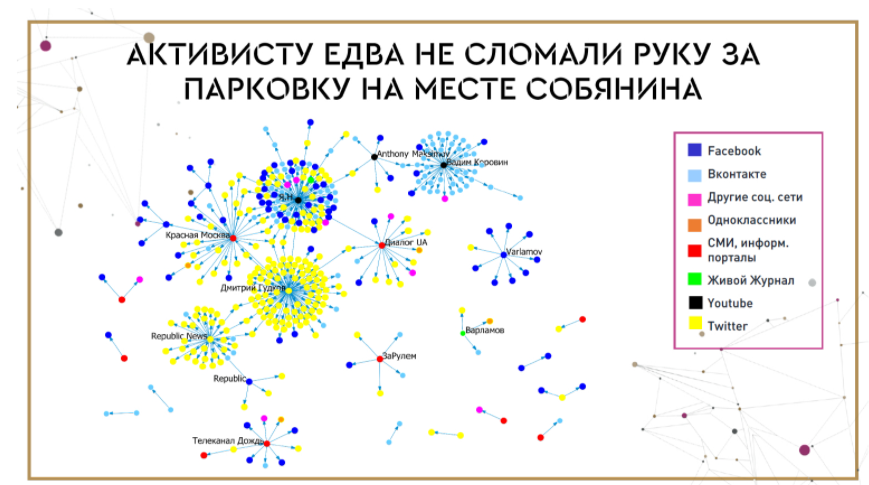 АКТИВИСТУ ЕДВА НЕ СЛОМАЛИ РУКУ ЗА
ПАРКОВКУ НА МЕСТЕ СОБЯНИНА
Anthony Maksimov
Вадим Коровин
Красная Москва
Диалог UA
Varlamov
Дмитрий Гудков
Republic News
Варламов
ЗаРулем
Republic
Телеканал Дождь
Facebook
Вконтакте
Другие соц. сети
Одноклассники
СМИ, информ.
порталы
Живой Журнал
Youtube
Twitter